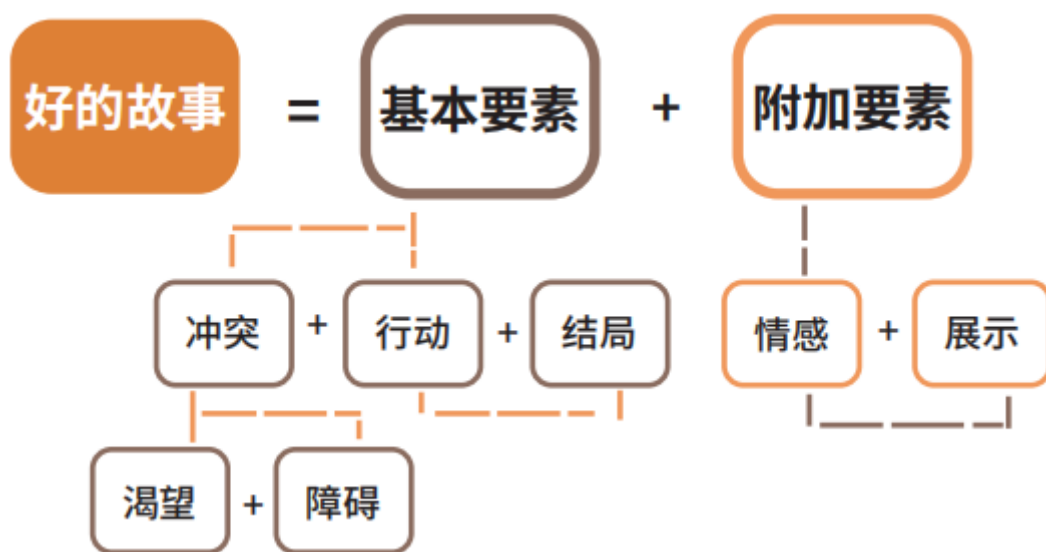 好的故事 = 基本要素 + 附加要素
冲突 + 行动 + 结局 情感 + 展示
渴望 + 障碍